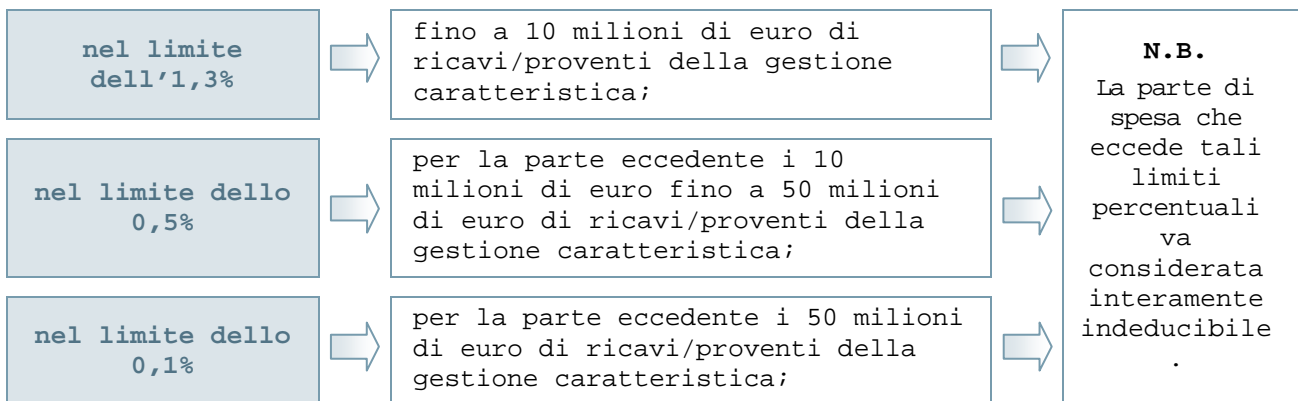 nel limite
dell'1,3%
fino a 10 milioni di euro di
ricavi/proventi della gestione
caratteristica;
nel limite dello
0,5%
per la parte eccedente i 10
milioni di euro fino a 50 milioni
di euro di ricavi/proventi della
gestione caratteristica;
nel limite dello
0,1%
per la parte eccedente i 50 milioni
di euro di ricavi/proventi della
gestione caratteristica;
N.B.
La parte di
spesa che
eccede tali
limiti
percentuali
va
considerata
interamente
indeducibile
.